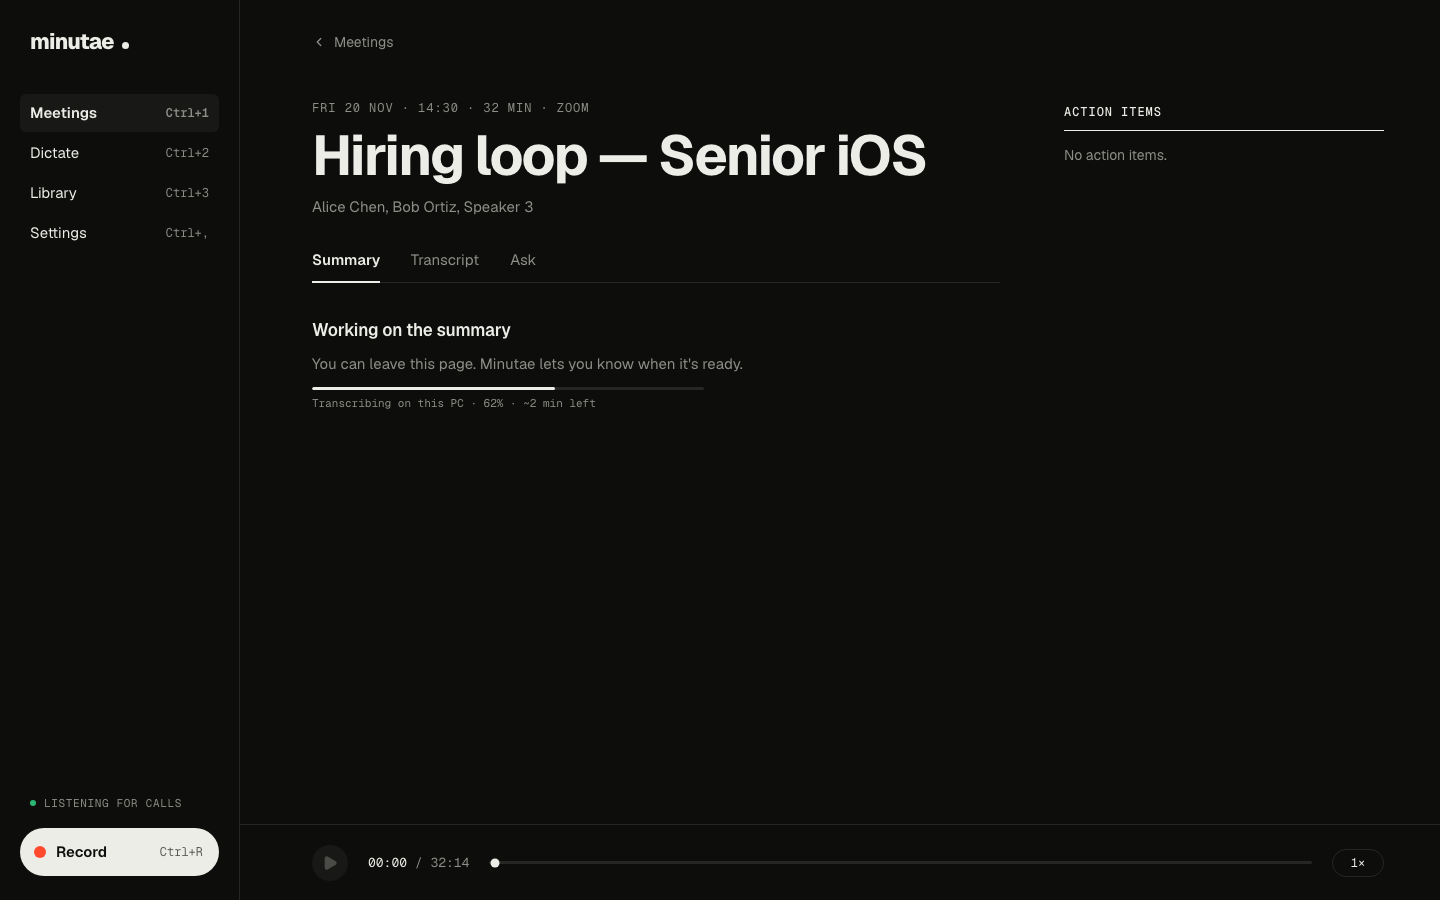 minutae
Meetings Ctrl+1
Dictate Ctrl+2
Library Ctrl+3
Settings Ctrl+,
LISTENING FOR CALLS
Record Ctrl+R
Meetings
FRI 20 NOV · 14:30 · 32 MIN · ZOOM
Hiring loop — Senior iOS
Alice Chen, Bob Ortiz, Speaker 3
Summary Transcript Ask
Working on the summary
You can leave this page. Minutae lets you know when it's ready.
Transcribing on this PC · 62% · ~2 min left
ACTION ITEMS
No action items.
00:00 / 32:14 1×